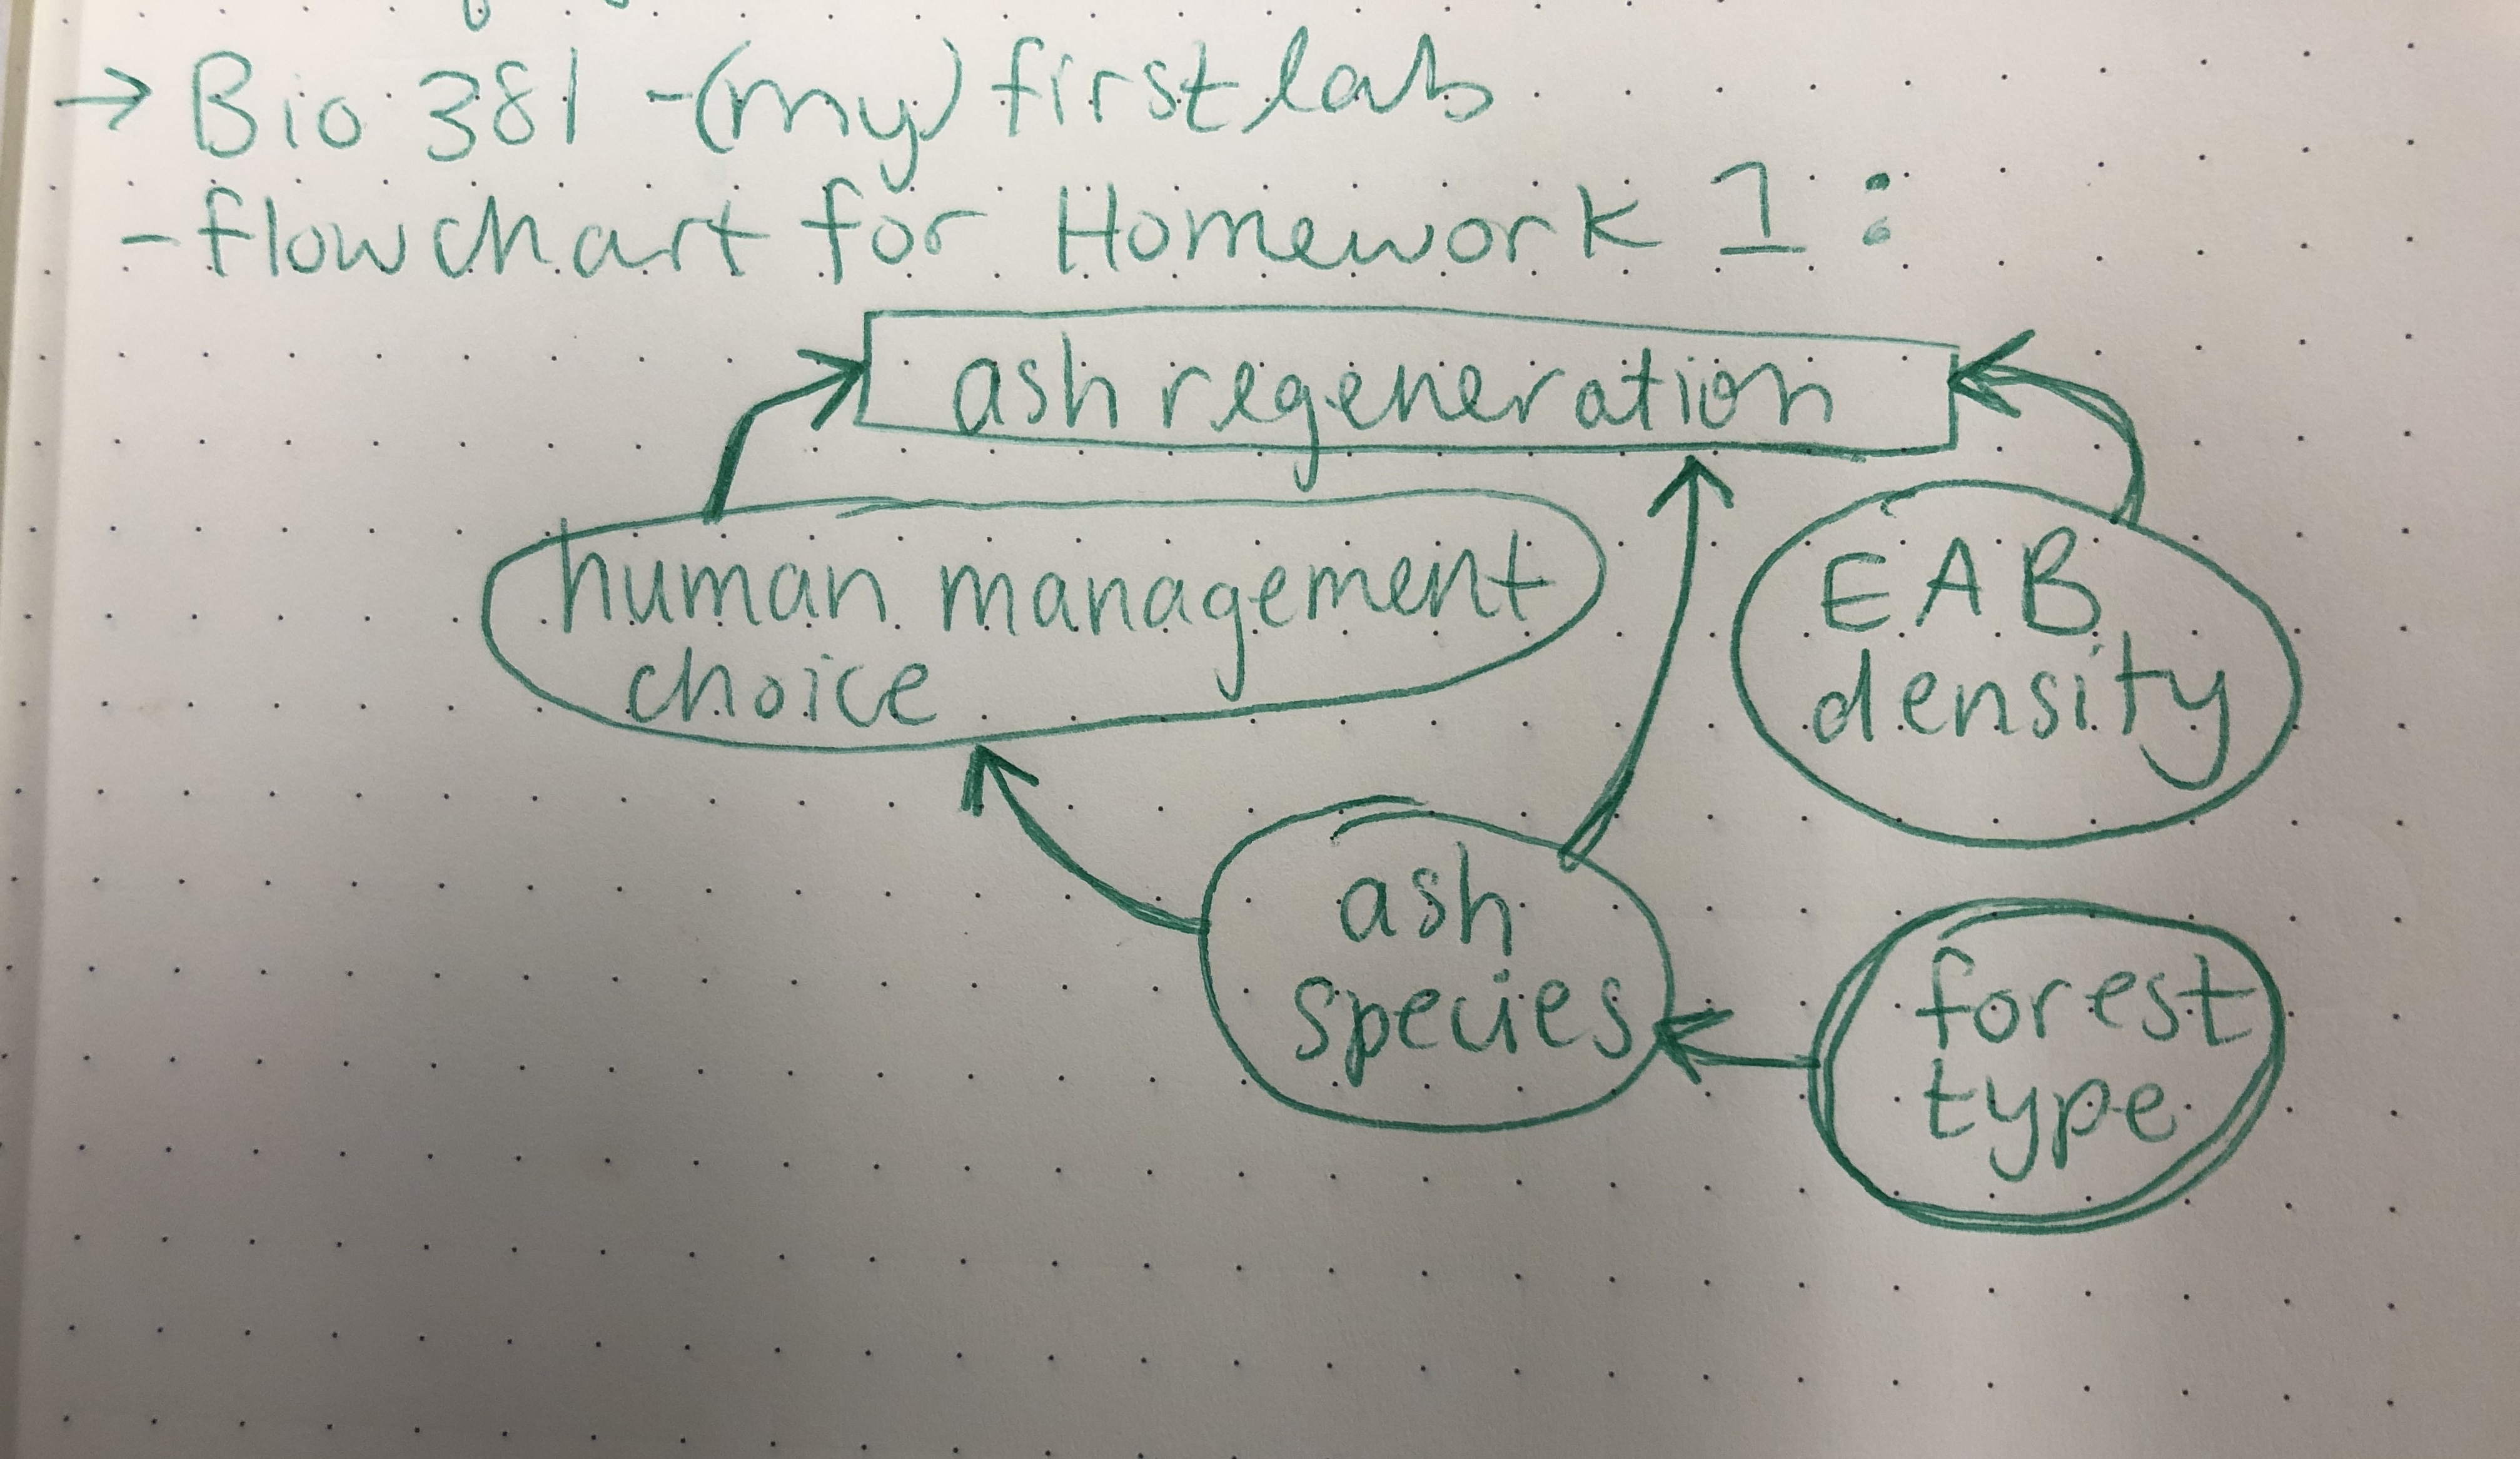 → Bio 381 - (my) first lab
- flowchart for Homework 1:
ash regeneration
human management
choice
EAB
density
ash
species
forest
type